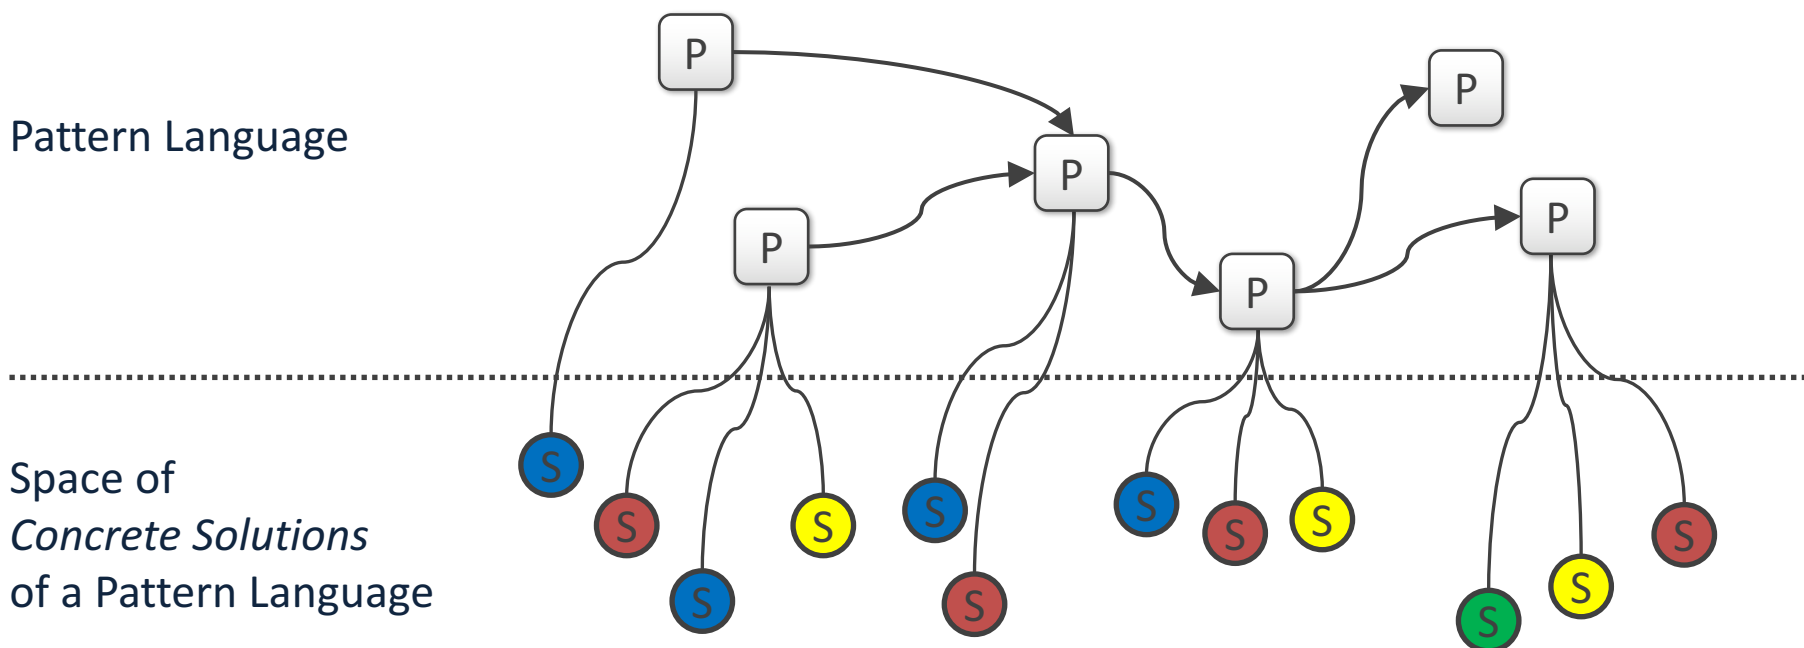 P
P
Pattern Language
P
P
P
P
S
S
S
S
S
S
S
S
S
S
S
S
Space of
Concrete Solutions
of a Pattern Language